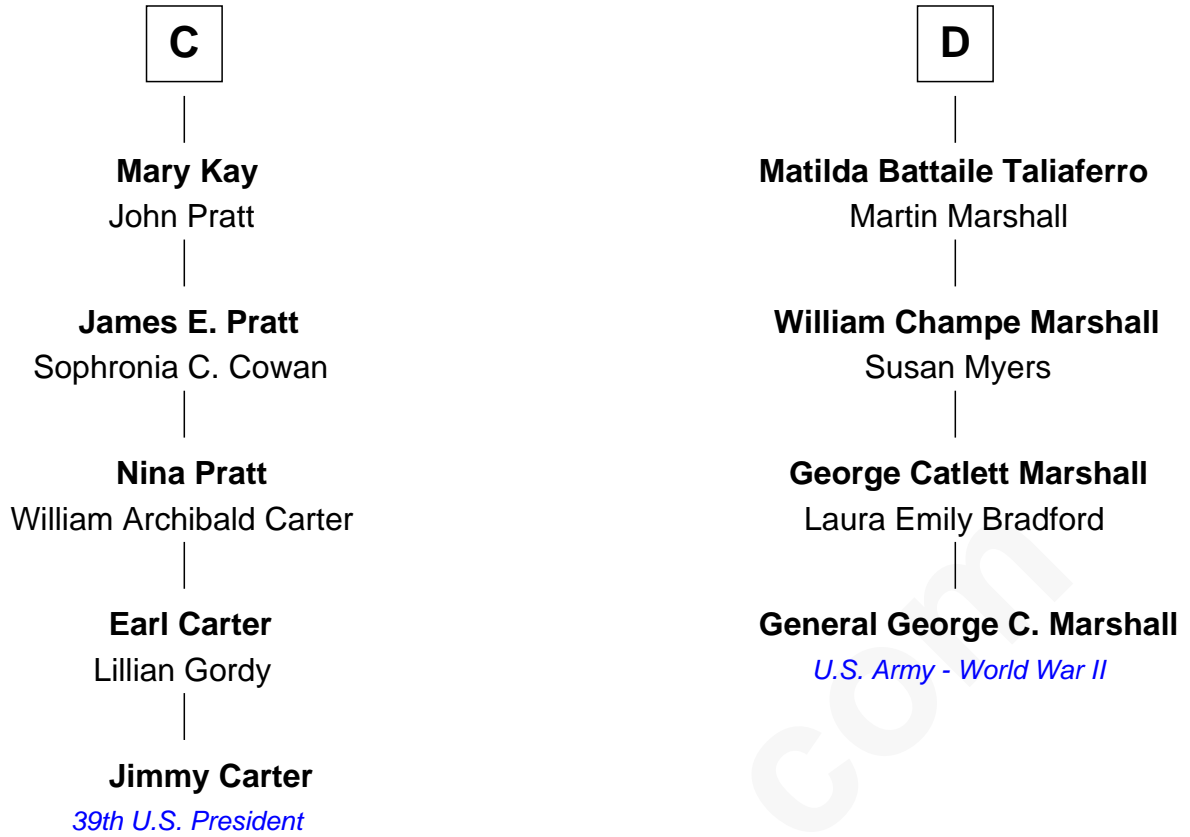 C
Mary Kay
John Pratt
James E. Pratt
Sophronia C. Cowan
Nina Pratt
William Archibald Carter
Earl Carter
Lillian Gordy
Jimmy Carter
39th U.S. President
D
Matilda Battaile Taliaferro
Martin Marshall
William Champe Marshall
Susan Myers
George Catlett Marshall
Laura Emily Bradford
General George C. Marshall
U.S. Army - World War II
com